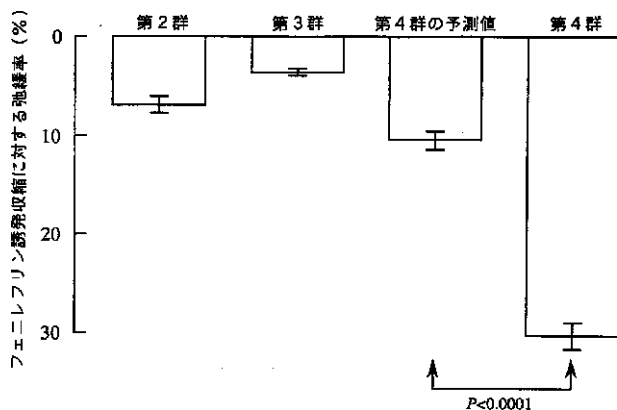 第2群
第3群
第4群の予測値
第4群
フェニレフリン誘発収縮に対する弛緩率 (%)
0
10
20
30
P<0.0001